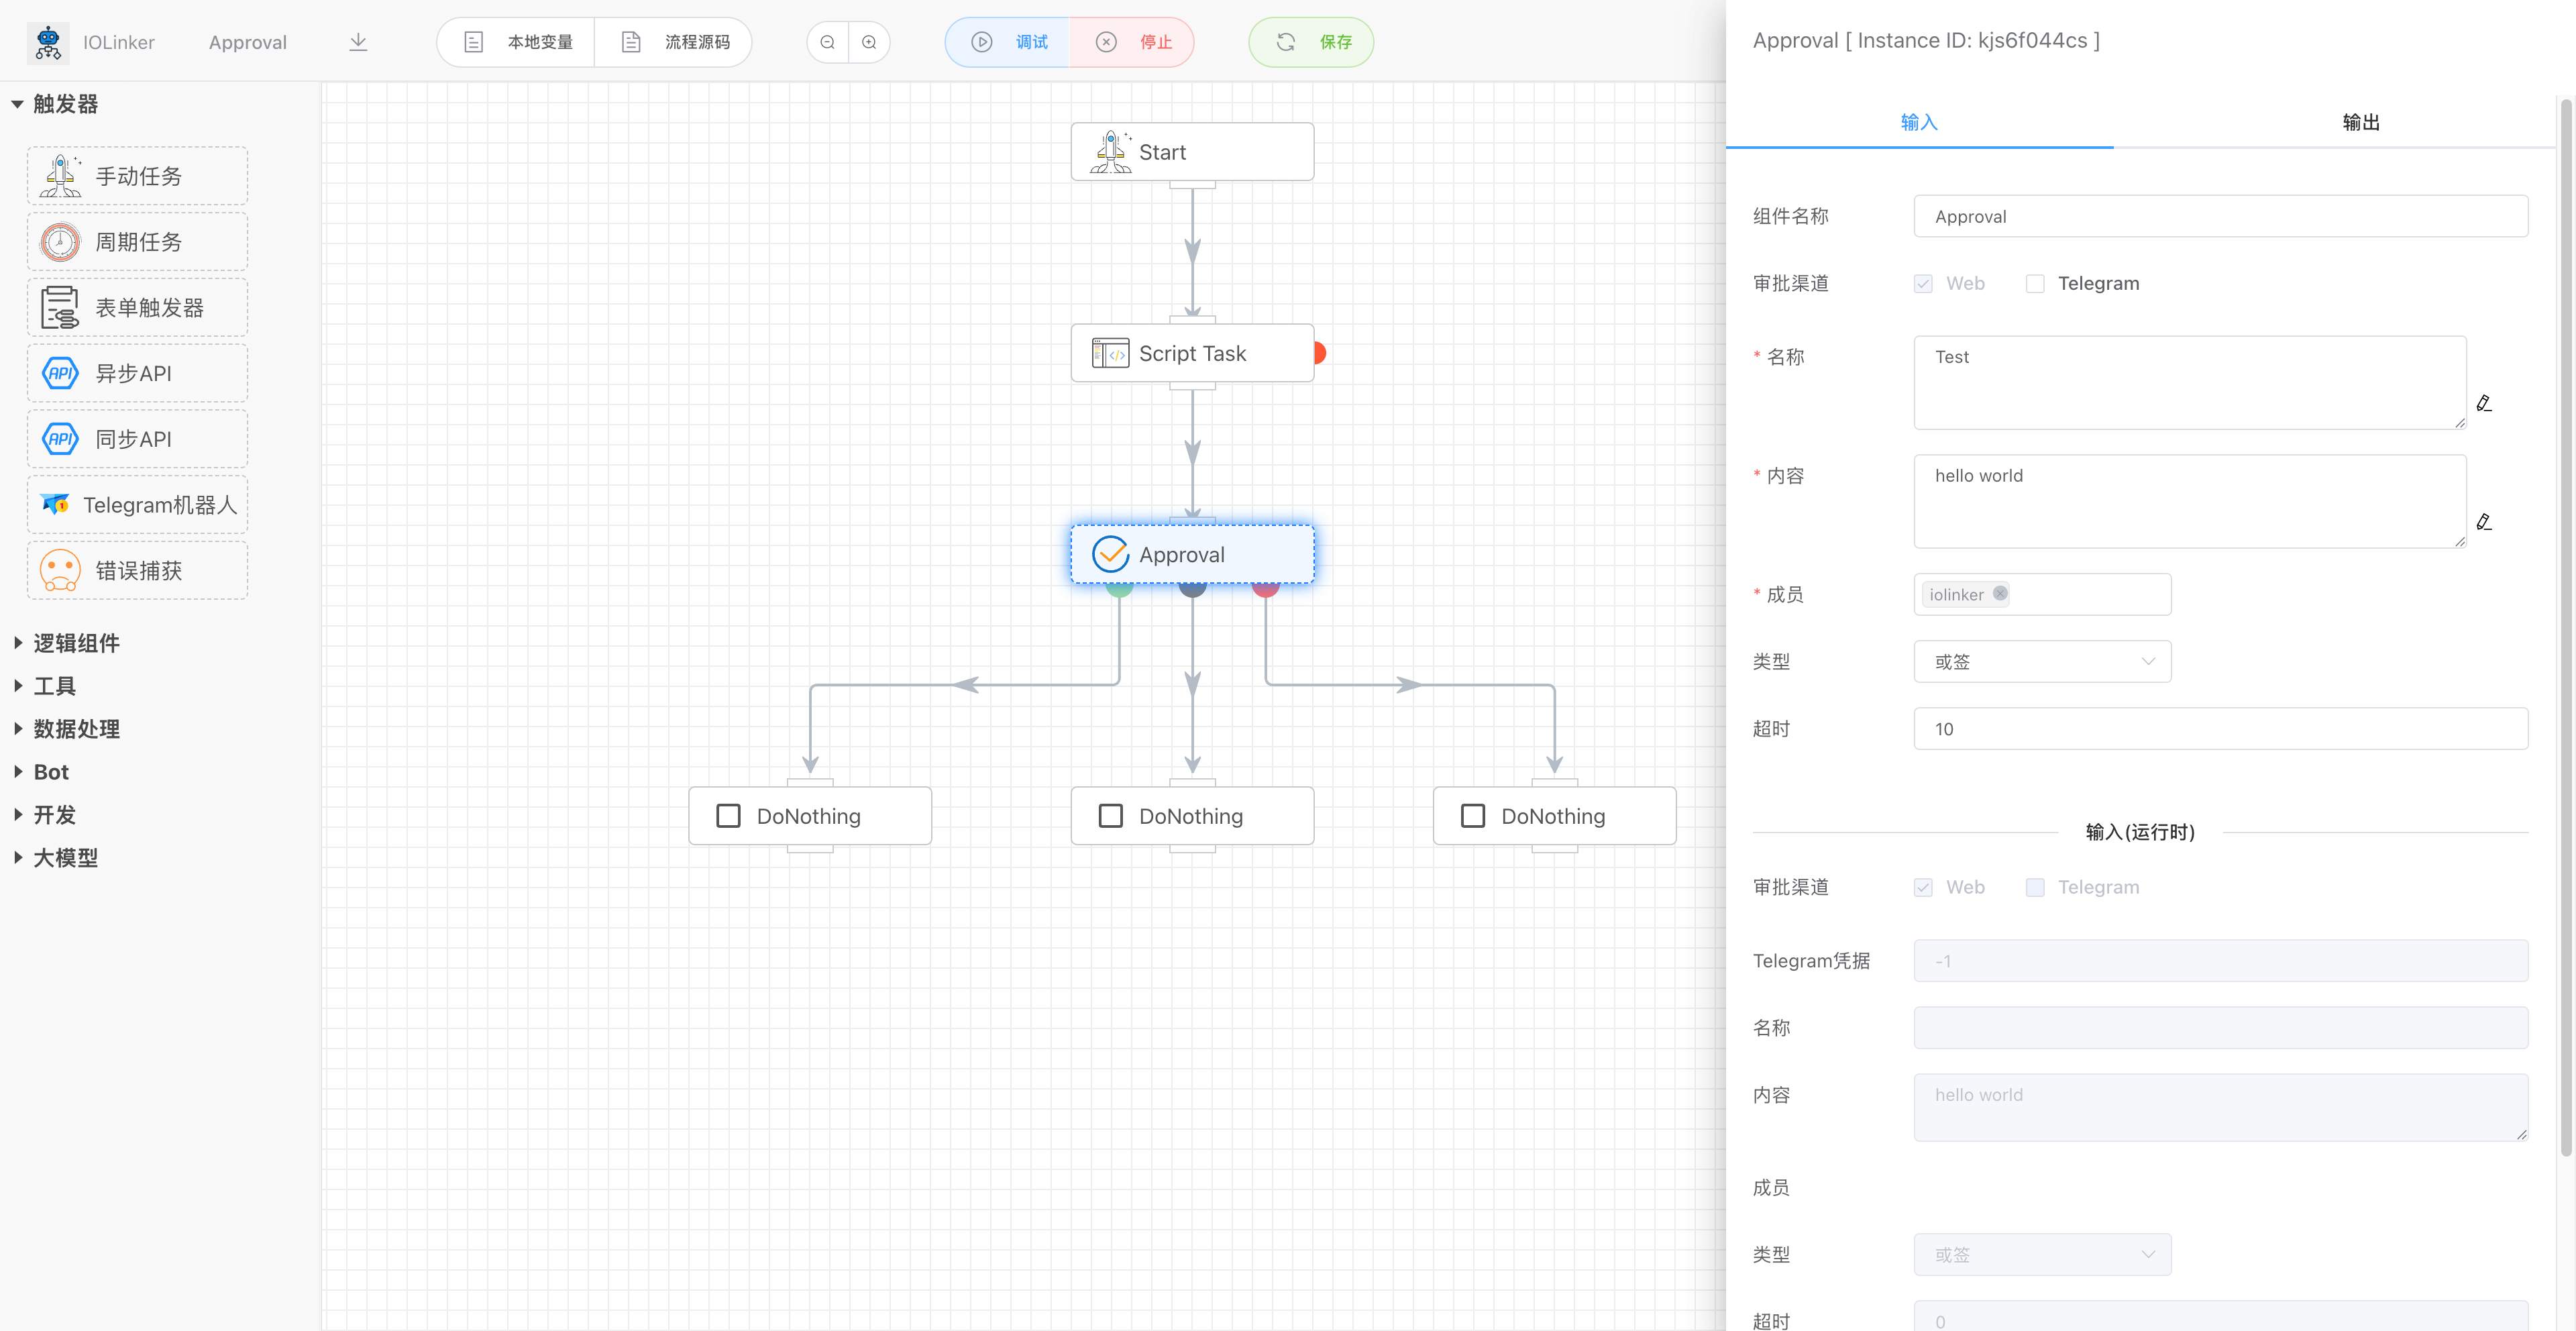 IOLinker
Approval
本地变量
流程源码
调试
停止
保存
触发器
手动任务
周期任务
表单触发器
API 异步API
API 同步API
1 Telegram机器人
错误捕获
逻辑组件
工具
数据处理
Bot
开发
大模型
Start
</> Script Task
Approval
DoNothing
DoNothing
DoNothing
Approval [ Instance ID: kjs6f044cs ]
输入
输出
组件名称 Approval
审批渠道 Web Telegram
* 名称 Test
* 内容 hello world
* 成员 iolinker
类型 或签
超时 10
输入(运行时)
审批渠道 Web Telegram
Telegram凭据 -1
名称
内容 hello world
成员
类型 或签
超时 0